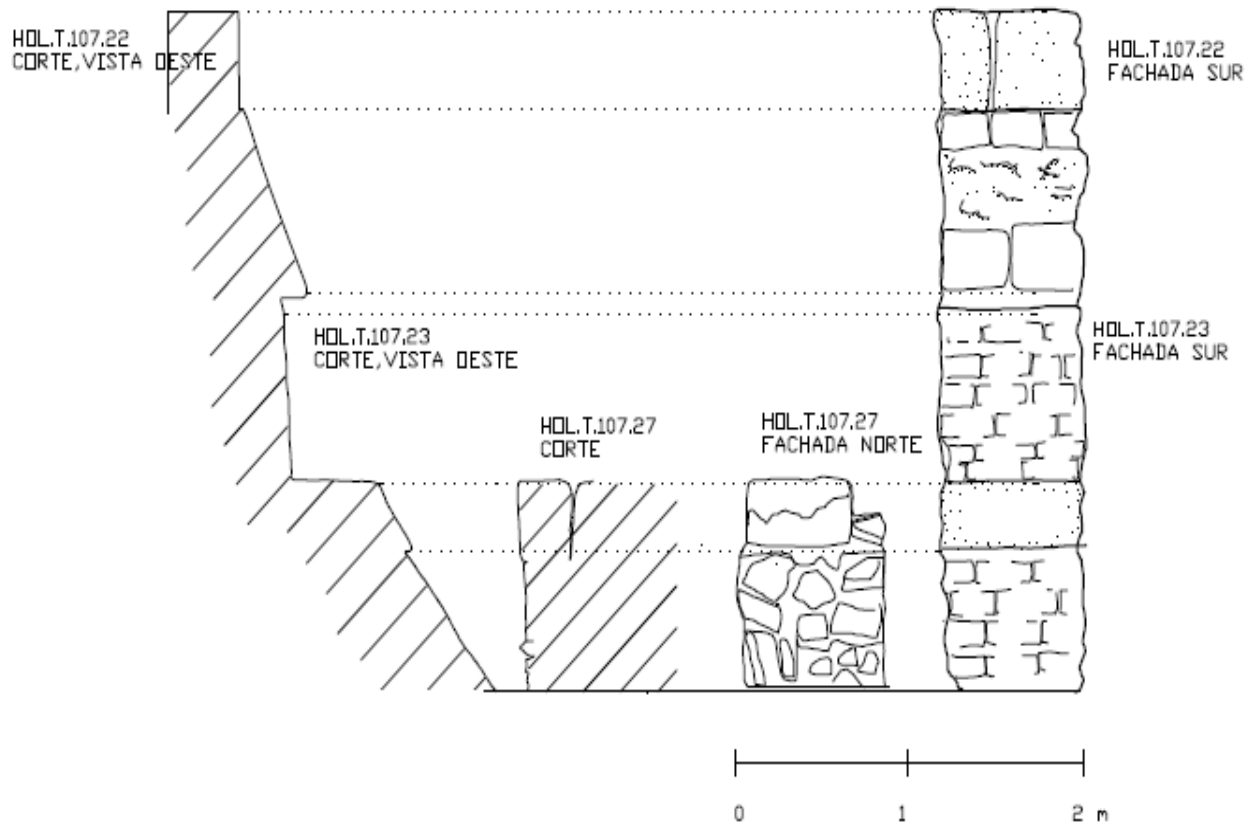 HOL.T.107.22
CORTE,VISTA OESTE
HOL.T.107.22
FACHADA SUR
HOL.T.107.23
CORTE,VISTA OESTE
HOL.T.107.23
FACHADA SUR
HOL.T.107.27
CORTE
HOL.T.107.27
FACHADA NORTE
0 1 2 m